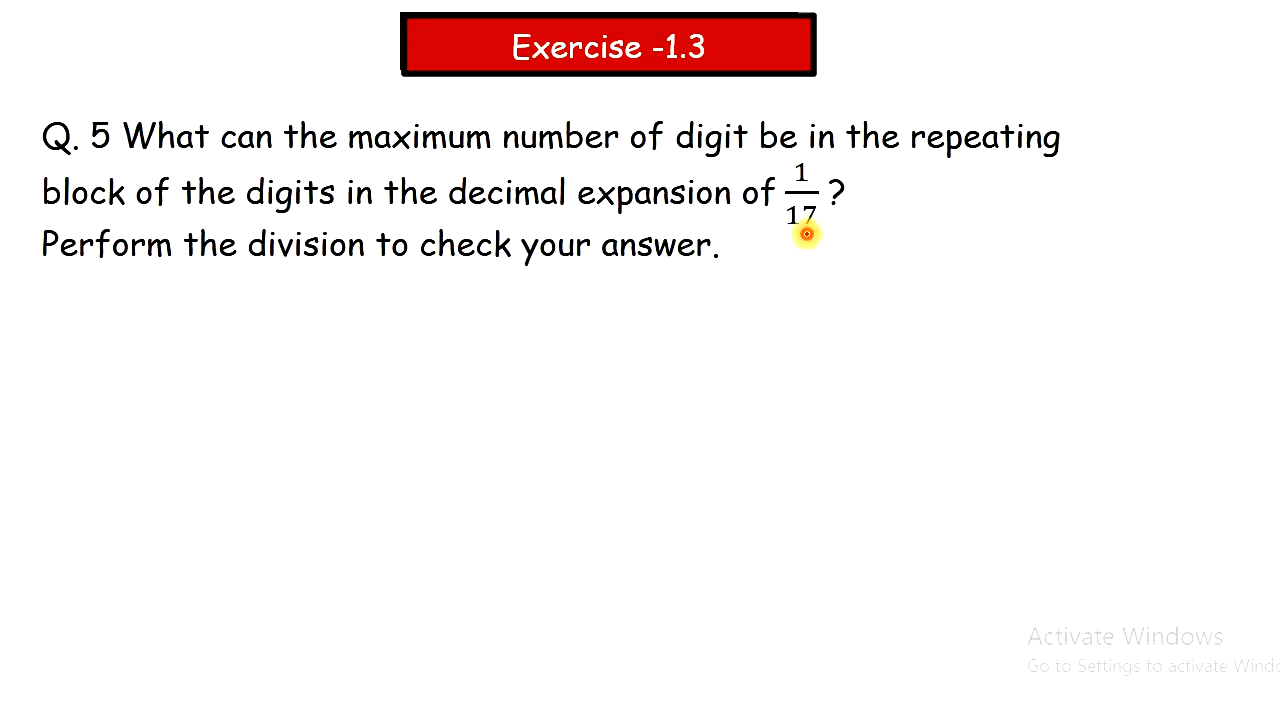 Exercise -1.3
Q. 5 What can the maximum number of digit be in the repeating
block of the digits in the decimal expansion of 1/17 ?
Perform the division to check your answer.
Activate Windows
Go to Settings to activate Windo